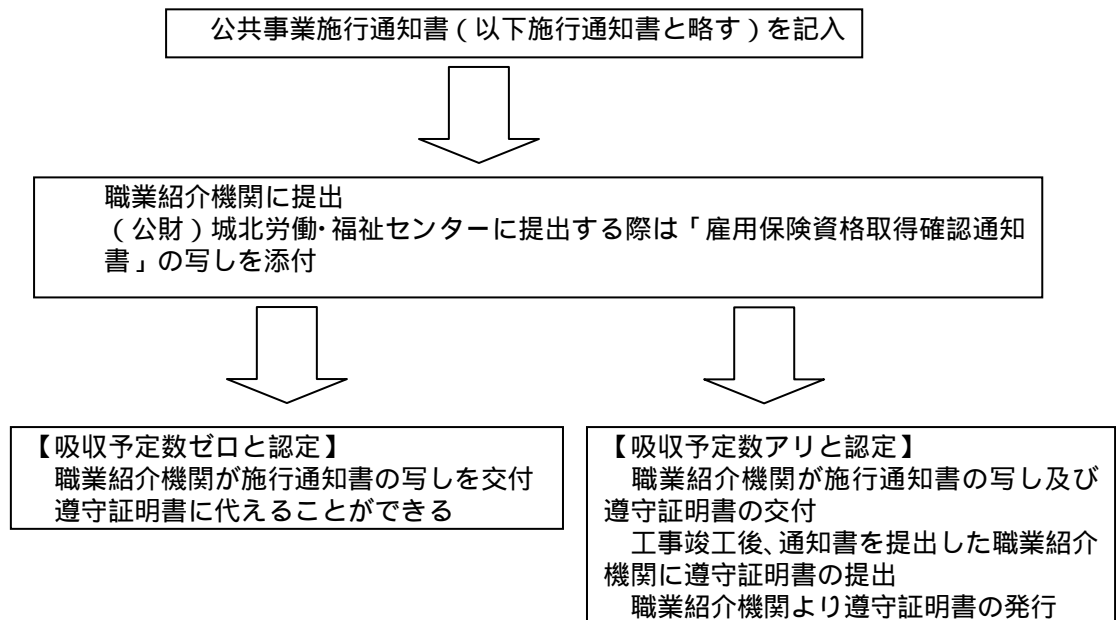 公共事業施行通知書（以下施行通知書と略す）を記入
職業紹介機関に提出
（公財）城北労働・福祉センターに提出する際は「雇用保険資格取得確認通知
書」の写しを添付
【吸収予定数ゼロと認定】
職業紹介機関が施行通知書の写しを交付
遵守証明書に代えることができる
【吸収予定数アリと認定】
職業紹介機関が施行通知書の写し及び
遵守証明書の交付
工事竣工後、通知書を提出した職業紹介
機関に遵守証明書の提出
職業紹介機関より遵守証明書の発行